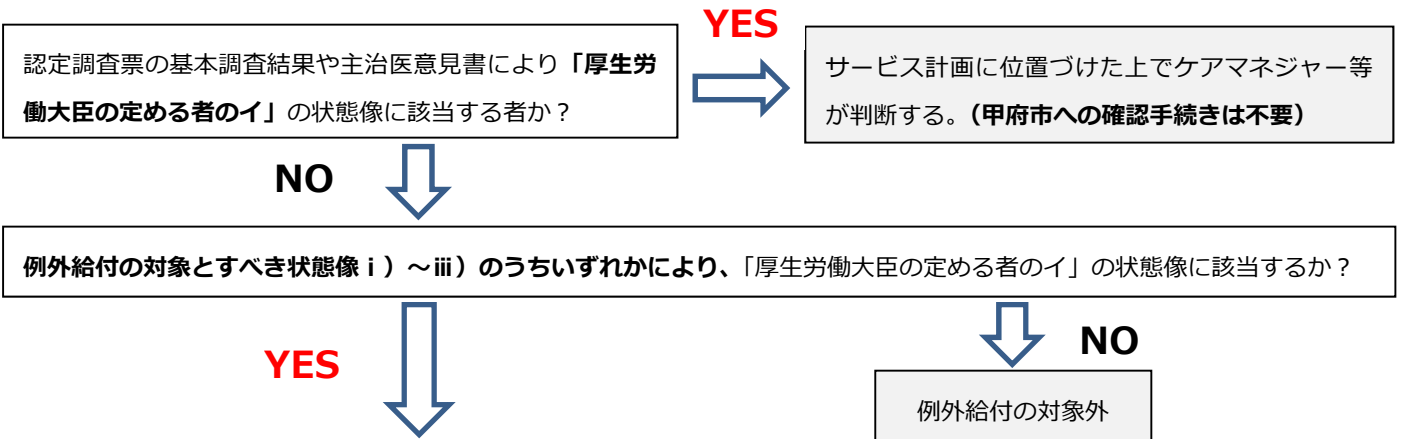 YES
認定調査票の基本調査結果や主治医意見書により「厚生労
働大臣の定める者のイ」の状態像に該当する者か？
サービス計画に位置づけた上でケアマネジャー等
が判断する。（甲府市への確認手続きは不要）
NO
例外給付の対象とすべき状態像ⅰ）～ⅲ）のうちいずれかにより、「厚生労働大臣の定める者のイ」の状態像に該当するか？
YES
NO
例外給付の対象外